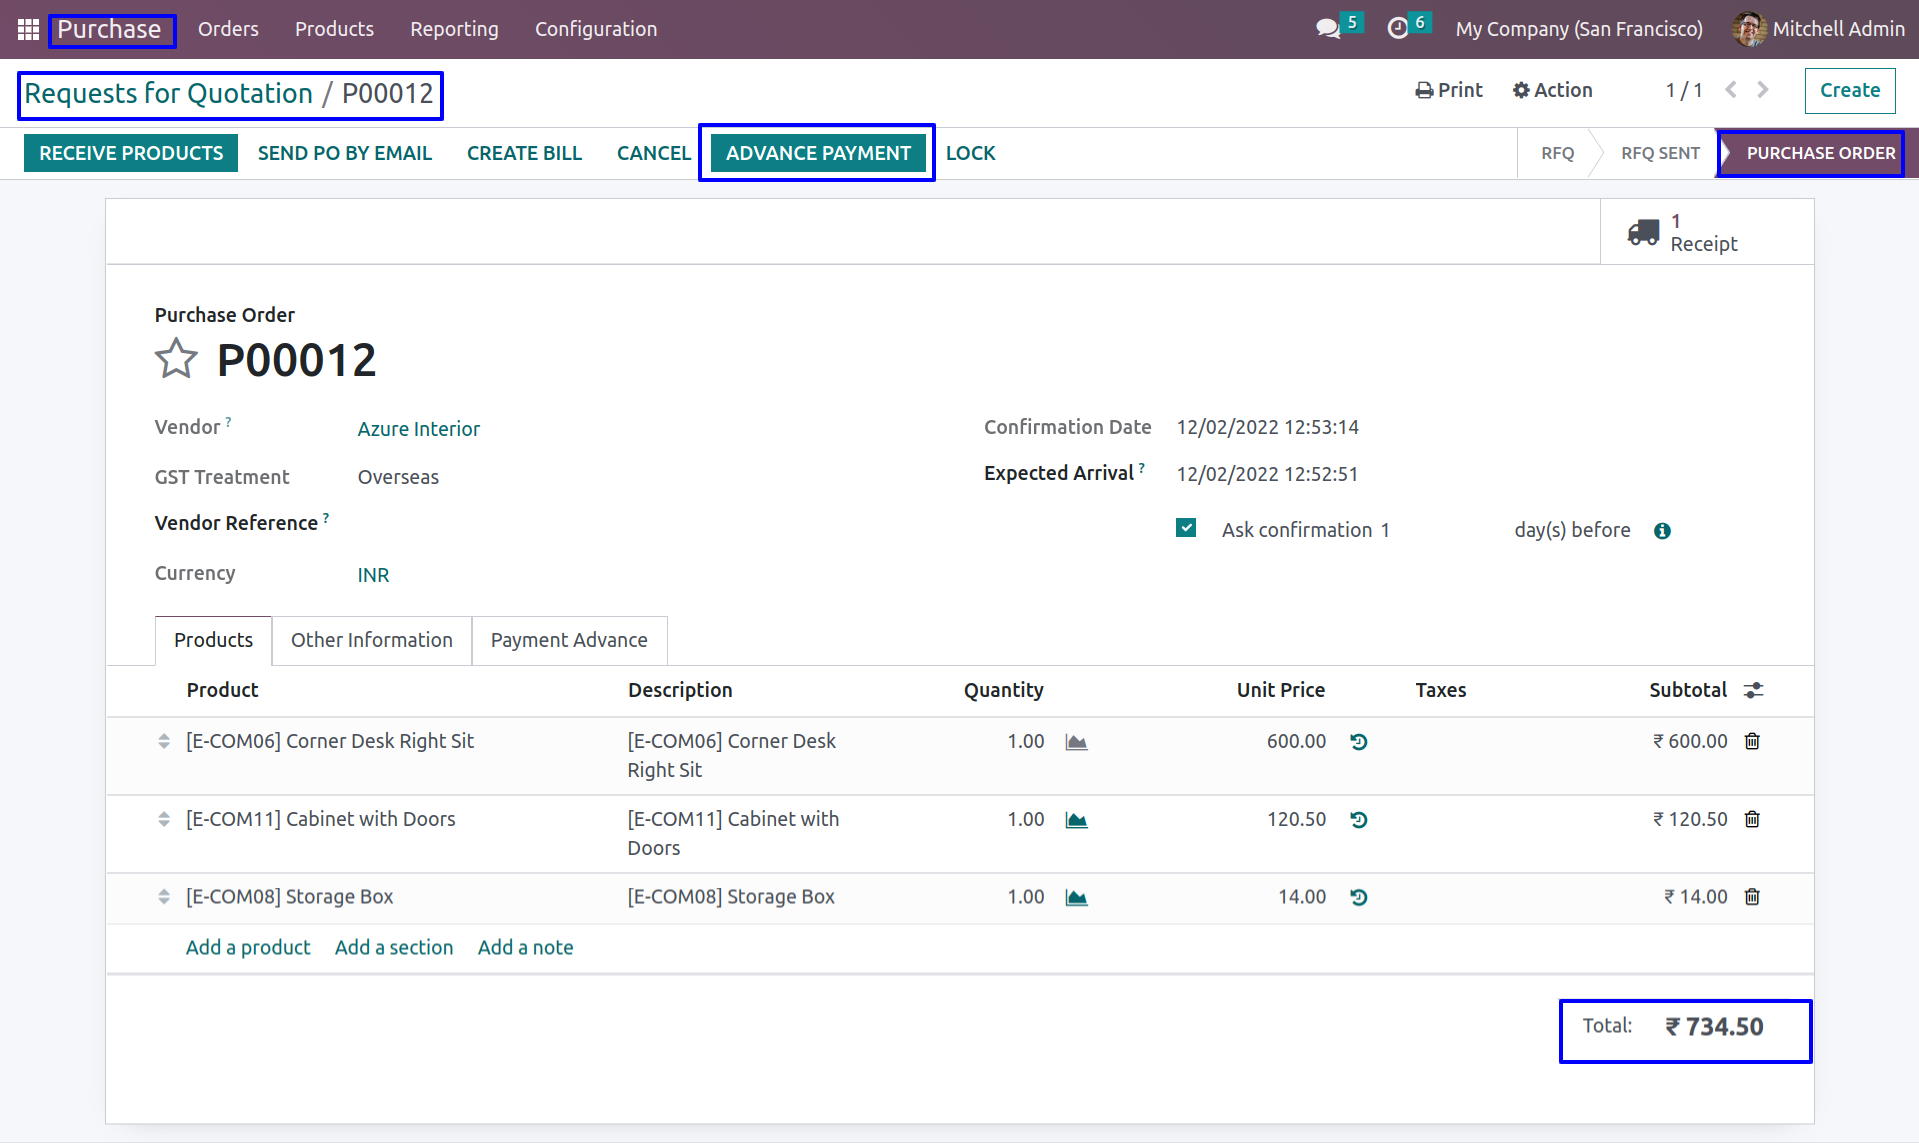 Purchase Orders Products Reporting Configuration 5 6 My Company (San Francisco) Mitchell Admin
Requests for Quotation / P00012 Print Action 1 / 1 Create
RECEIVE PRODUCTS SEND PO BY EMAIL CREATE BILL CANCEL ADVANCE PAYMENT LOCK RFQ RFQ SENT PURCHASE ORDER
1
Receipt
Purchase Order
P00012
Vendor ? Azure Interior Confirmation Date 12/02/2022 12:53:14
GST Treatment Overseas Expected Arrival ? 12/02/2022 12:52:51
Vendor Reference ? Ask confirmation 1 day(s) before
Currency INR
Products Other Information Payment Advance
Product Description Quantity Unit Price Taxes Subtotal
[E-COM06] Corner Desk Right Sit [E-COM06] Corner Desk 1.00 600.00 ₹ 600.00
Right Sit
[E-COM11] Cabinet with Doors [E-COM11] Cabinet with 1.00 120.50 ₹ 120.50
Doors
[E-COM08] Storage Box [E-COM08] Storage Box 1.00 14.00 ₹ 14.00
Add a product Add a section Add a note
Total: ₹ 734.50